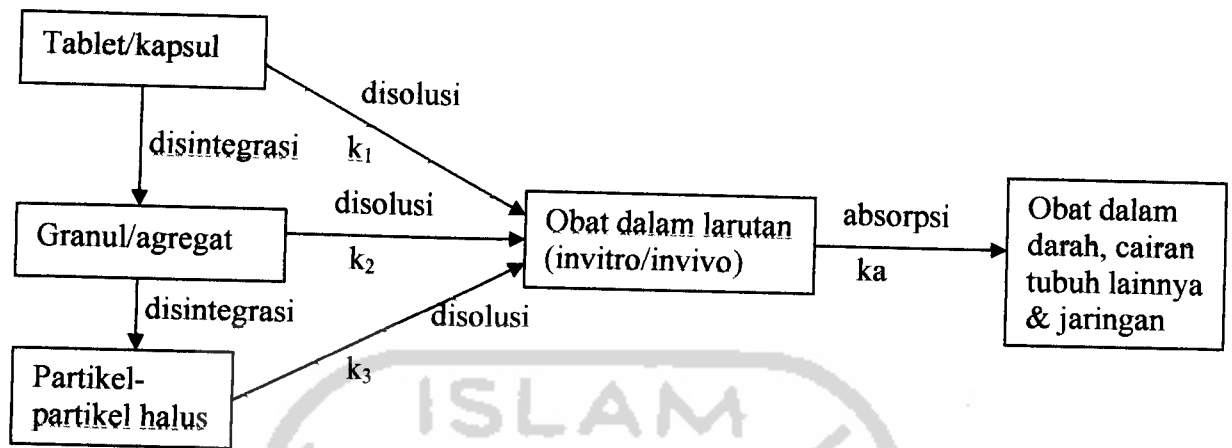 Tablet/kapsul
disolusi
disintegrasi
k₁
disolusi
Granul/agregat
k₂
Obat dalam larutan
(invitro/invivo)
absorpsi
ka
Obat dalam
darah, cairan
tubuh lainnya
& jaringan
disintegrasi
disolusi
k₃
Partikel-
partikel halus
ISLAM